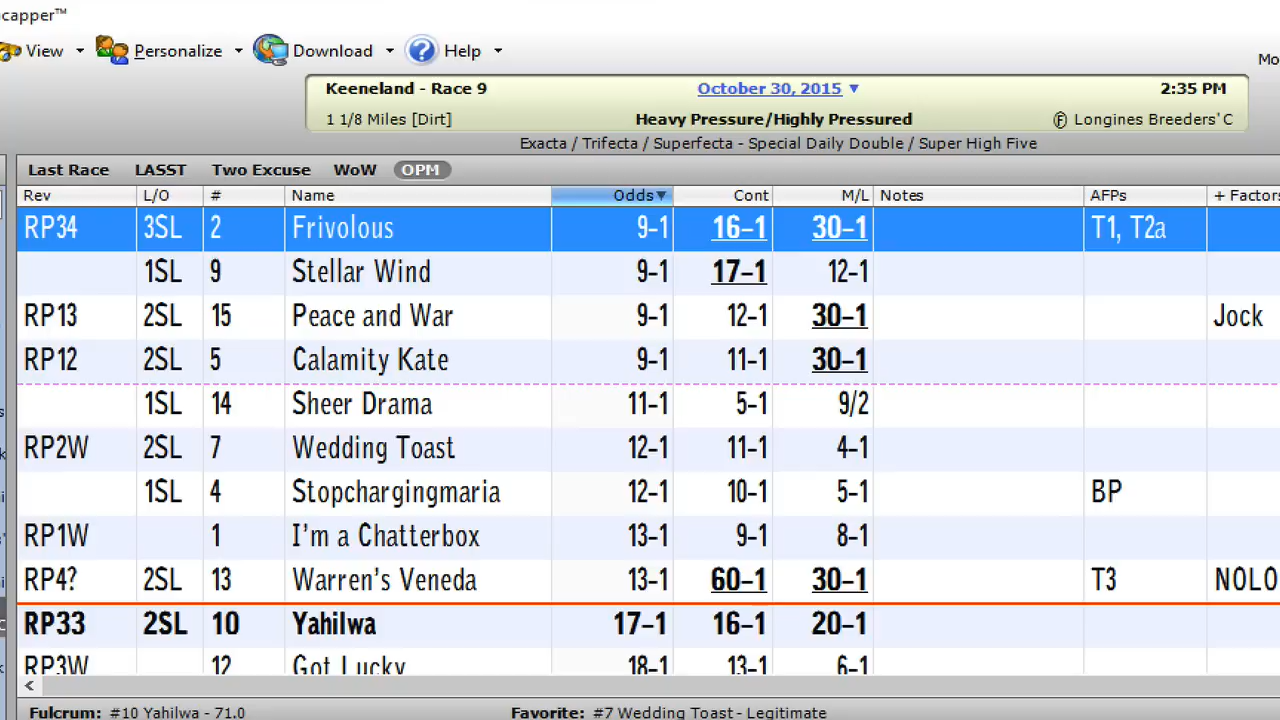 capper™
View Personalize Download Help
Mo
Keeneland - Race 9 October 30, 2015 ▼ 2:35 PM
1 1/8 Miles [Dirt] Heavy Pressure/Highly Pressured Ⓕ Longines Breeders'C
Exacta / Trifecta / Superfecta - Special Daily Double / Super High Five
Last Race LASST Two Excuse WoW OPM
Rev L/O # Name Odds▼ Cont M/L Notes AFPs + Factors
RP34 3SL 2 Frivolous 9-1 16-1 30-1 T1, T2a
1SL 9 Stellar Wind 9-1 17-1 12-1
RP13 2SL 15 Peace and War 9-1 12-1 30-1 Jock
RP12 2SL 5 Calamity Kate 9-1 11-1 30-1
1SL 14 Sheer Drama 11-1 5-1 9/2
RP2W 2SL 7 Wedding Toast 12-1 11-1 4-1
1SL 4 Stopchargingmaria 12-1 10-1 5-1 BP
RP1W 1 I'm a Chatterbox 13-1 9-1 8-1
RP4? 2SL 13 Warren's Veneda 13-1 60-1 30-1 T3 NOLO
RP33 2SL 10 Yahilwa 17-1 16-1 20-1
RP3W 12 Got Lucky 18-1 13-1 6-1
Fulcrum: #10 Yahilwa - 71.0 Favorite: #7 Wedding Toast - Legitimate